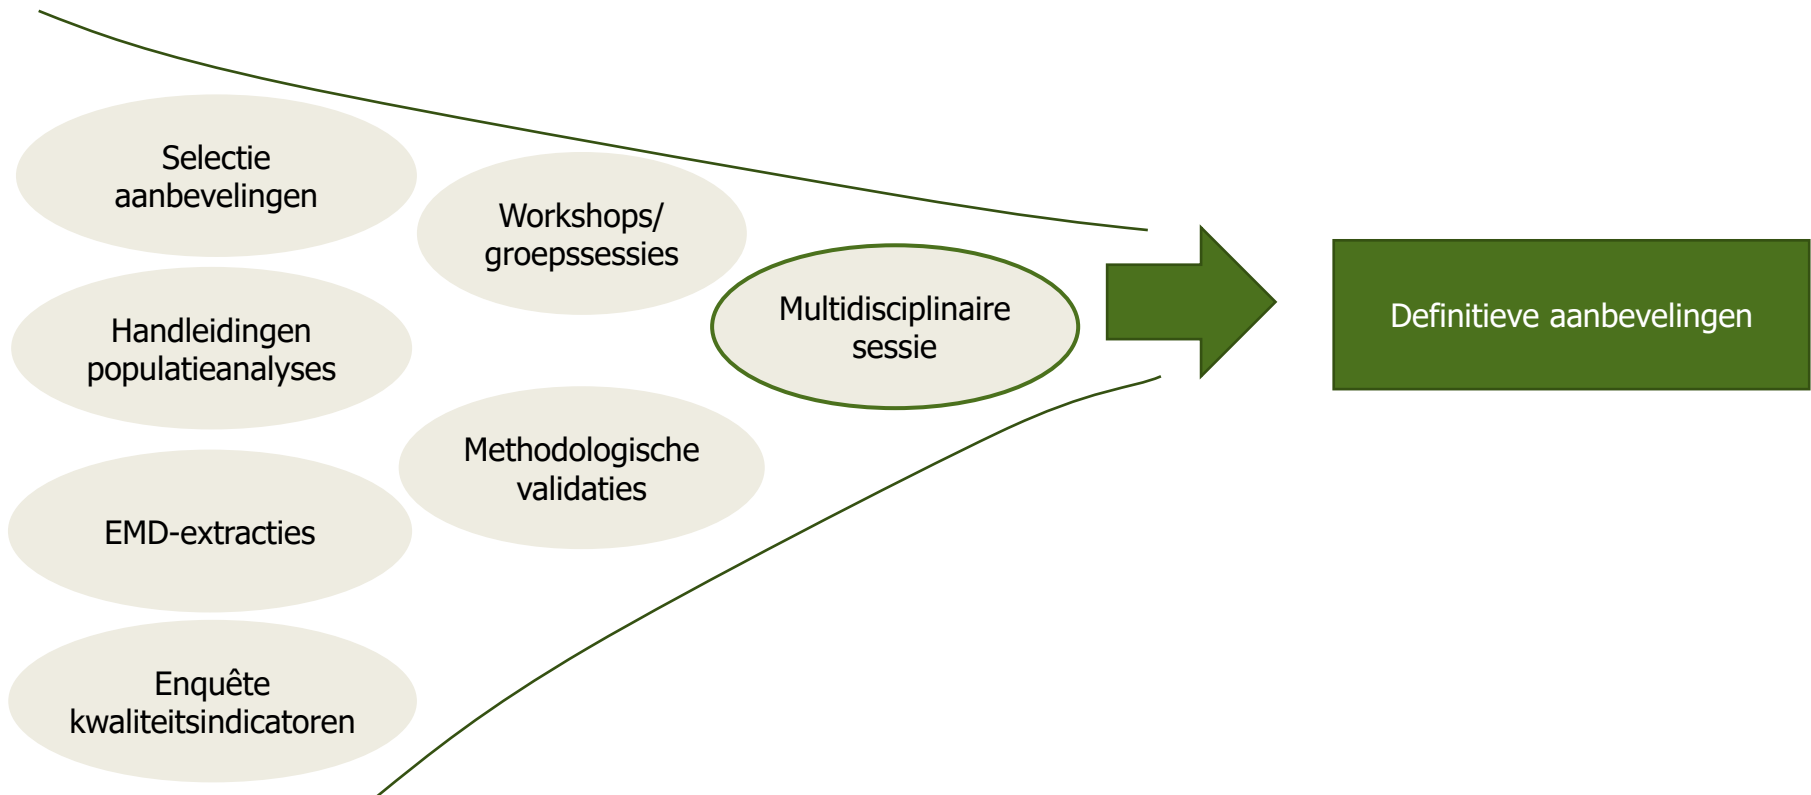 Selectie
aanbevelingen
Handleidingen
populatieanalyses
EMD-extracties
Enquête
kwaliteitsindicatoren
Workshops/
groepssessies
Methodologische
validaties
Multidisciplinaire
sessie
Definitieve aanbevelingen